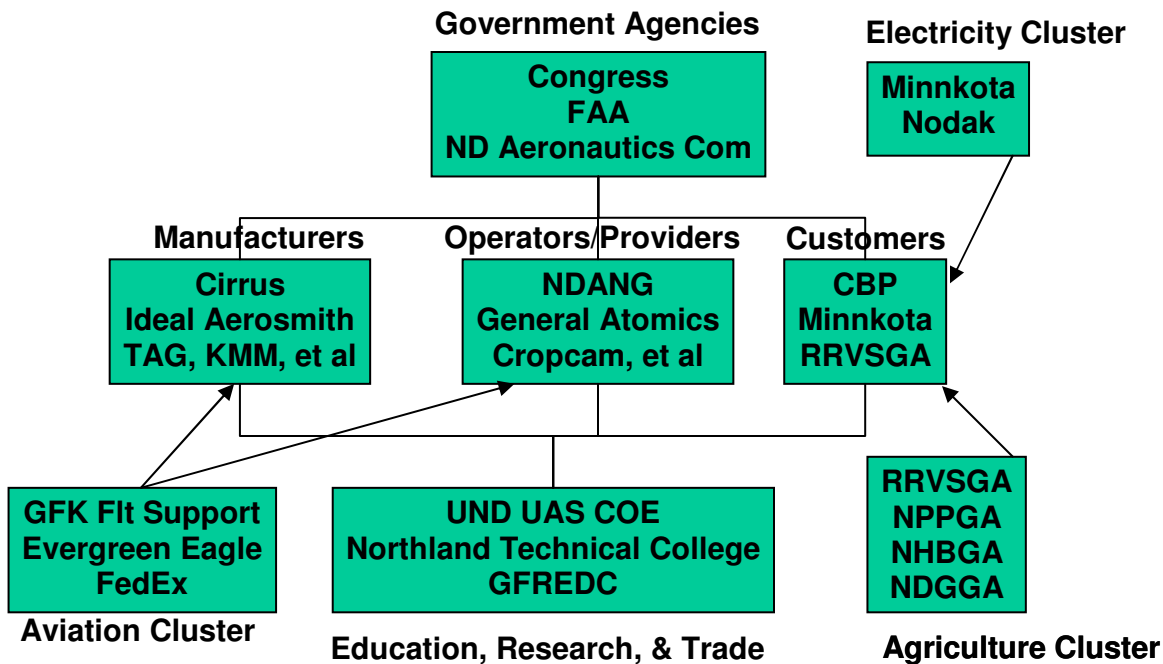 Government Agencies
Congress
FAA
ND Aeronautics Com
Electricity Cluster
Minnkota
Nodak
Manufacturers
Cirrus
Ideal Aerosmith
TAG, KMM, et al
Operators/Provider
NDANG
General Atomics
Cropcam, et al
Customers
CBP
Minnkota
RRVSGA
GFK Flt Support
Evergreen Eagle
FedEx
Aviation Cluster
UND UAS COE
Northland Technical College
GFREDC
Education, Research, & Trade
RRVSGA
NPPGA
NHBGA
NDGGA
Agriculture Cluster